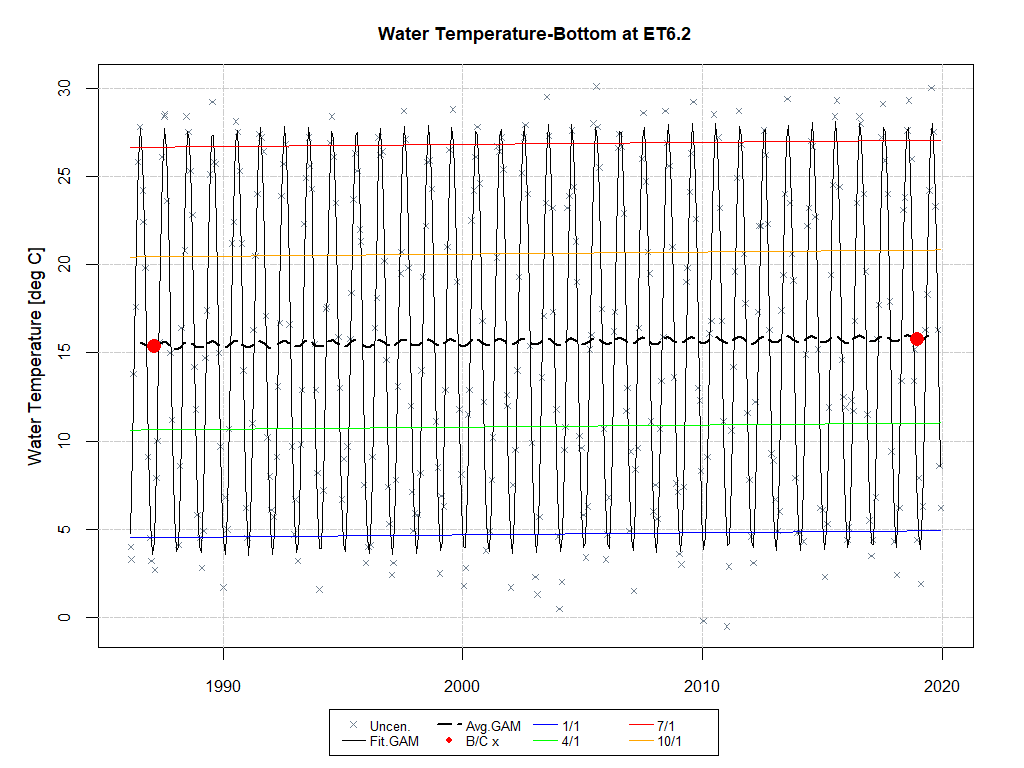 Water Temperature-Bottom at ET6.2
Water Temperature [deg C]
30
25
20
15
10
5
0
1990 2000 2010 2020
Uncen. Avg.GAM 1/1 7/1
Fit.GAM B/C x 4/1 10/1